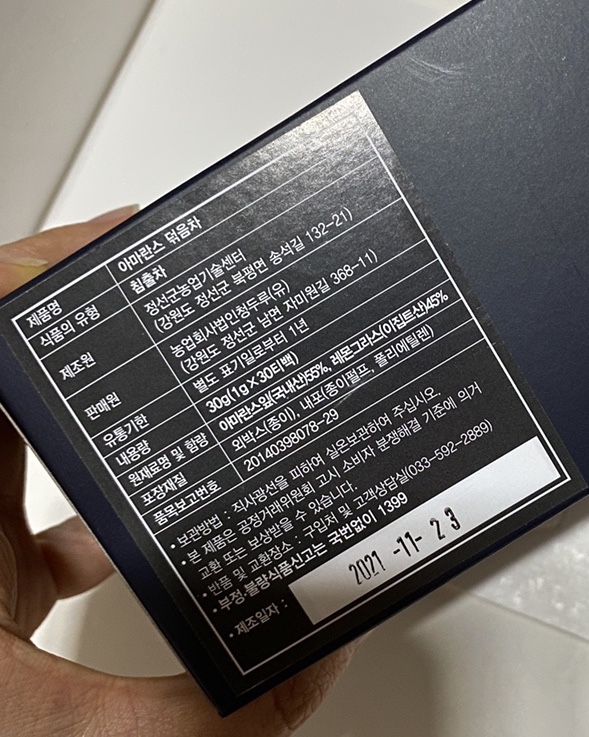 제품명 아마란스 덖음차
식품의 유형 침출차
제조원 정선군농업기술센터
(강원도 정선군 북평면 송석길 132-21)
판매원 농업회사법인청두루(유)
(강원도 정선군 남면 자미원길 368-11)
유통기한 별도 표기일로부터 1년
내용량 30g(1g×30티백)
원재료명 및 함량 아마란스잎(국내산)55%, 레몬그라스(이집트산)45%
포장재질 외박스(종이), 내포(종이펄프, 폴리에틸렌)
품목보고번호 20140398078-29
• 보관방법 : 직사광선을 피하여 실온보관하여 주십시오.
• 본 제품은 공정거래위원회 고시 소비자 분쟁해결 기준에 의거
교환 또는 보상받을 수 있습니다.
• 반품 및 교환장소 : 구입처 및 고객상담실(033-592-2889)
• 부정·불량식품신고는 국번없이 1399
• 제조일자 : 2021 -11- 23